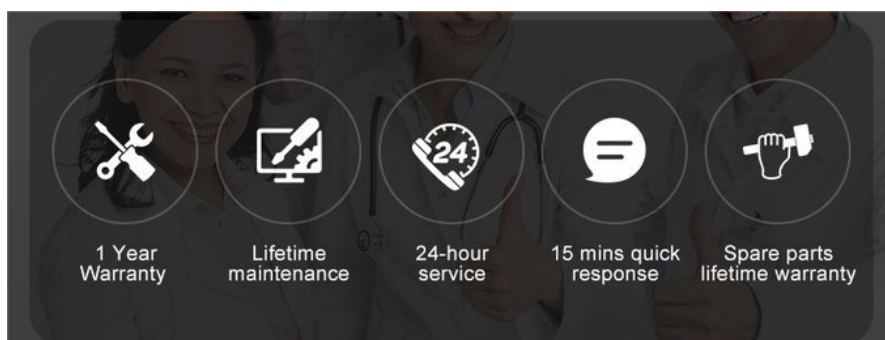 24
1 Year
Warranty
Lifetime
maintenance
24-hour
service
15 mins quick
response
Spare parts
lifetime warranty